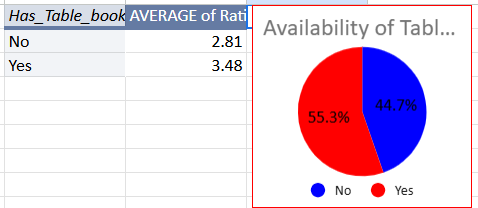 Has_Table_book AVERAGE of Rati
No 2.81
Yes 3.48
Availability of Tabl...
55.3% 44.7%
No Yes